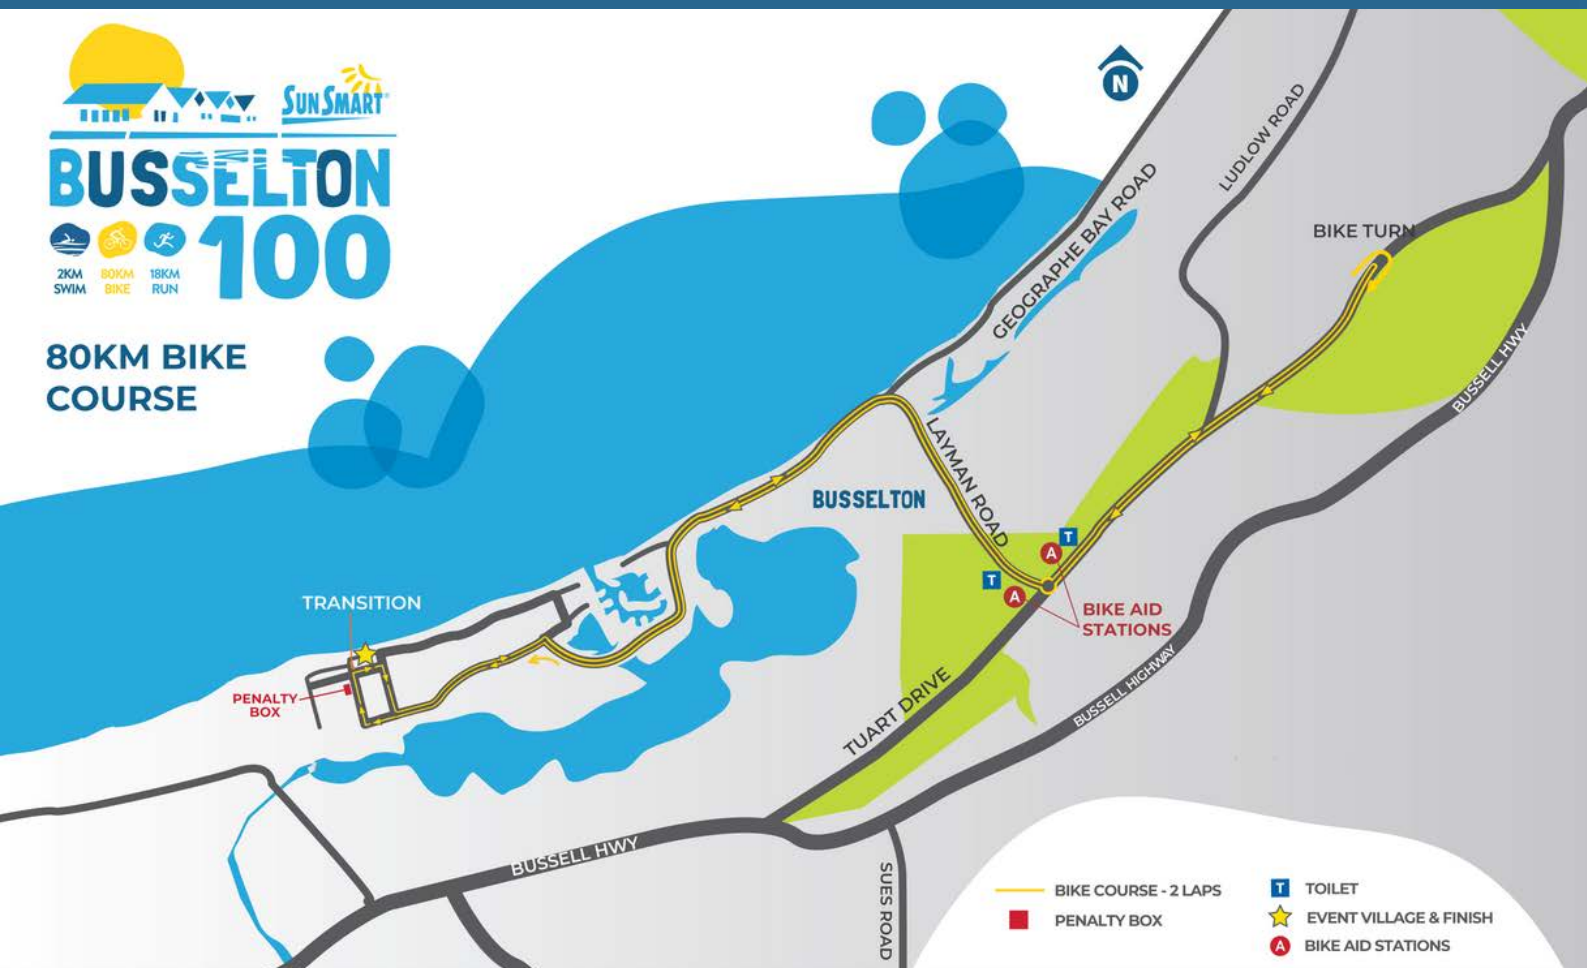 SUNSMART
BUSSELTON
100
2KM
SWIM
80KM
BIKE
18KM
RUN
80KM BIKE
COURSE
N
GEOGRAPHE BAY ROAD
LUDLOW ROAD
BIKE TURN
BUSSELL HWY
LAYMAN ROAD
BUSSELTON
T
A
T
A
BIKE AID
STATIONS
TRANSITION
PENALTY
BOX
TUART DRIVE
BUSSELL HIGHWAY
BUSSELL HWY
SUES ROAD
BIKE COURSE - 2 LAPS
PENALTY BOX
T TOILET
EVENT VILLAGE & FINISH
A BIKE AID STATIONS